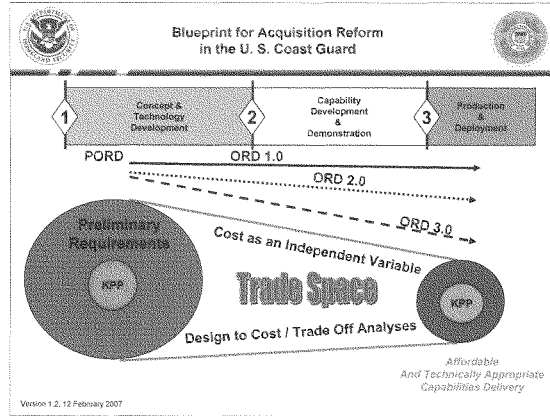 Blueprint for Acquisition Reform
in the U. S. Coast Guard
1
Concept &
Technology
Development
2
Capability
Development
&
Demonstration
3
Production
&
Deployment
PORD
ORD 1.0
ORD 2.0
ORD 3.0
Preliminary
Requirements
KPP
Cost as an Independent Variable
Trade Space
Design to Cost / Trade Off Analyses
KPP
Affordable
And Technically Appropriate
Capabilities Delivery
Version 1.2, 12 February 2007